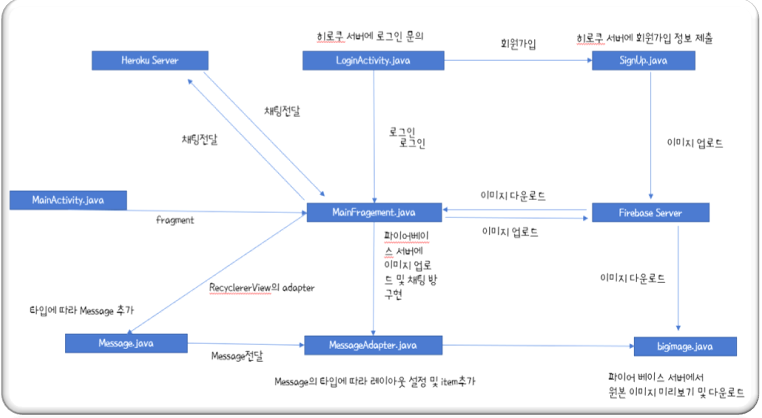 히로쿠 서버에 로그인 문의
회원가입
히로쿠 서버에 회원가입 정보 제출
Heroku Server
LoginActivity.java
SignUp.java
채팅전달
채팅전달
로그인
로그인
이미지 업로드
MainActivity.java
fragment
MainFragement.java
이미지 다운로드
이미지 업로드
Firebase Server
파이어베이
스 서버에
이미지 업로
드 및 채팅 방
구현
이미지 다운로드
RecyclererView의 adapter
타입에 따라 Message 추가
Message.java
Message전달
MessageAdapter.java
bigimage.java
Message의 타입에 따라 레이아웃 설정 및 item추가
파이어 베이스 서버에서
원본 이미지 미리보기 및 다운로드